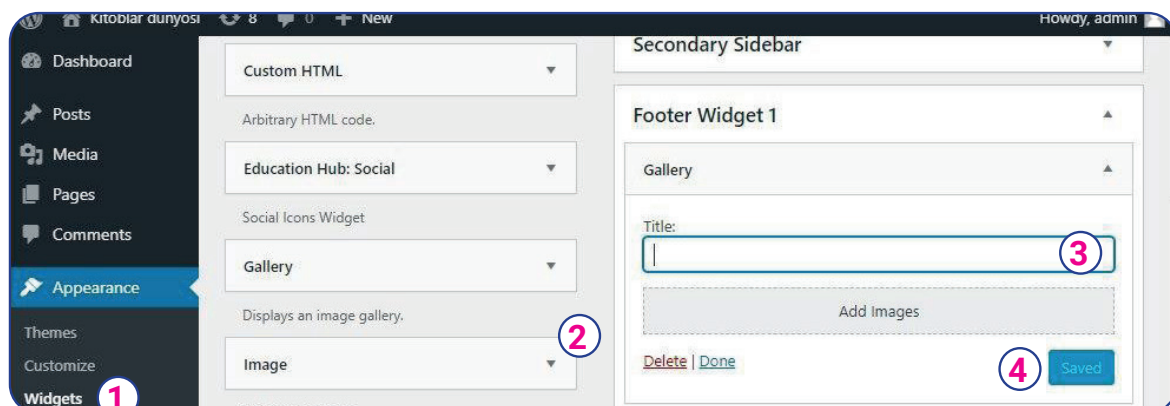 Kitoblar dunyosi 8 0 + New Howdy, admin
Dashboard
Posts
Media
Pages
Comments
Appearance
Themes
Customize
Widgets 1
Custom HTML
Arbitrary HTML code.
Education Hub: Social
Social Icons Widget
Gallery
Displays an image gallery.
2
Image
Secondary Sidebar
Footer Widget 1
Gallery
Title:
3
Add Images
Delete | Done
4 Saved